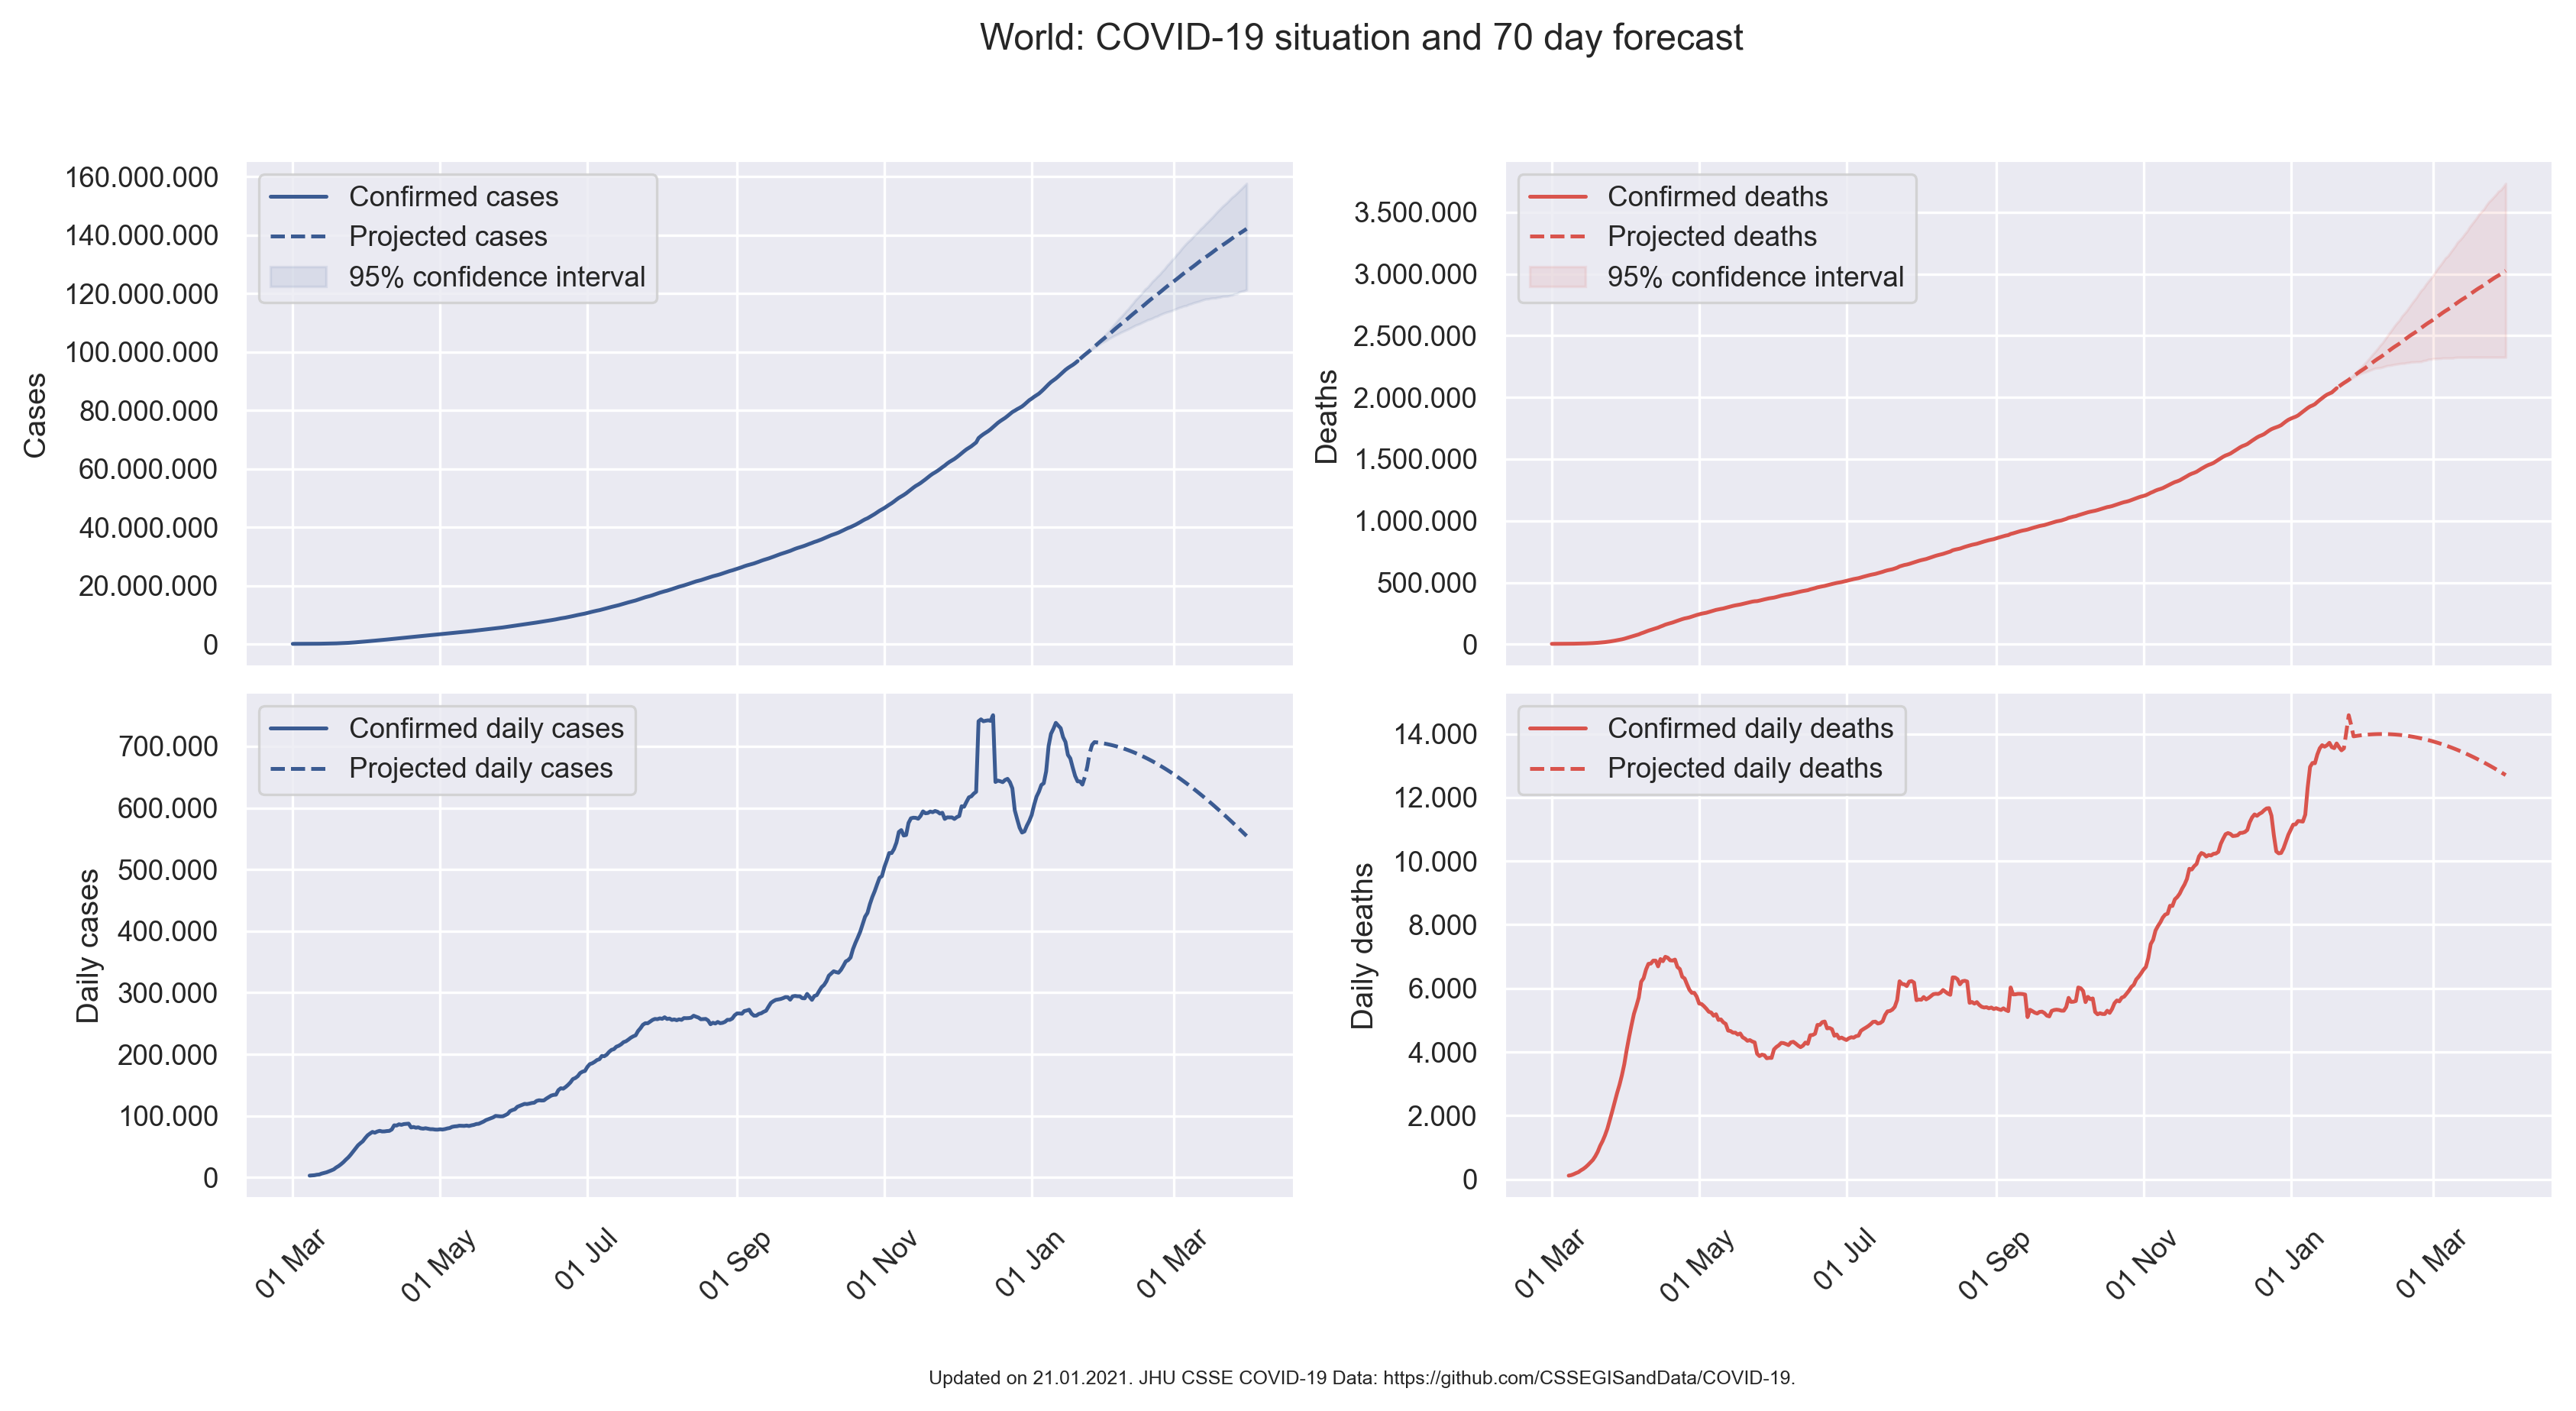 World: COVID-19 situation and 70 day forecast
160.000.000
140.000.000
120.000.000
100.000.000
80.000.000
60.000.000
40.000.000
20.000.000
0
Cases
Confirmed cases
Projected cases
95% confidence interval
3.500.000
3.000.000
2.500.000
2.000.000
1.500.000
1.000.000
500.000
0
Deaths
Confirmed deaths
Projected deaths
95% confidence interval
700.000
600.000
500.000
400.000
300.000
200.000
100.000
0
Daily cases
Confirmed daily cases
Projected daily cases
01 Mar
01 May
01 Jul
01 Sep
01 Nov
01 Jan
01 Mar
14.000
12.000
10.000
8.000
6.000
4.000
2.000
0
Daily deaths
Confirmed daily deaths
Projected daily deaths
01 Mar
01 May
01 Jul
01 Sep
01 Nov
01 Jan
01 Mar
Updated on 21.01.2021. JHU CSSE COVID-19 Data: https://github.com/CSSEGISandData/COVID-19.